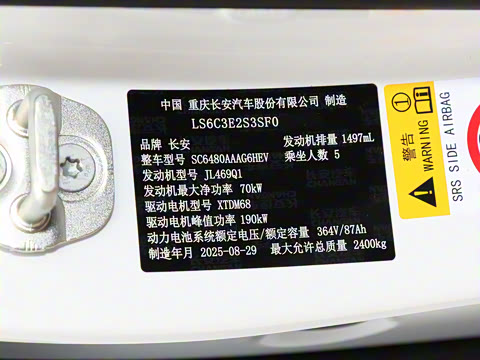 中国 重庆长安汽车股份有限公司 制造
LS6C3E2S3SF0
品牌 长安 发动机排量 1497mL
整车型号 SC6480AAAG6HEV 乘坐人数 5
发动机型号 JL469Q1
发动机最大净功率 70kW
驱动电机型号 XTDM68
驱动电机峰值功率 190kW
动力电池系统额定电压/额定容量 364V/87Ah
制造年月 2025-08-29 最大允许总质量 2400kg
警告
WARNING
SRS SIDE AIRBAG